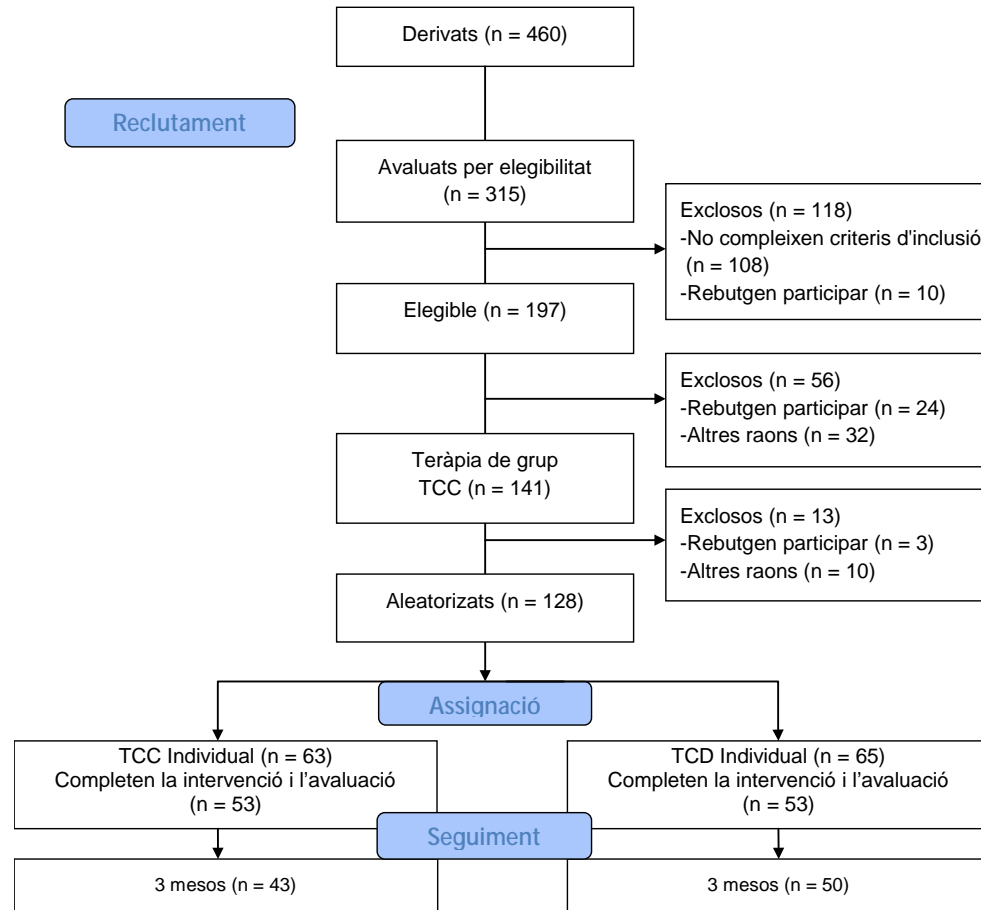 Derivats (n = 460)
Reclutament
Avaluats per elegibilitat
(n = 315)
Exclosos (n = 118)
-No compleixen criteris d'inclusió
(n = 108)
-Rebutgen participar (n = 10)
Elegible (n = 197)
Exclosos (n = 56)
-Rebutgen participar (n = 24)
-Altres raons (n = 32)
Teràpia de grup
TCC (n = 141)
Exclosos (n = 13)
-Rebutgen participar (n = 3)
-Altres raons (n = 10)
Aleatorizats (n = 128)
Assignació
TCC Individual (n = 63)
Completen la intervenció i l’avaluació
(n = 53)
TCD Individual (n = 65)
Completen la intervenció i l’avaluació
(n = 53)
Seguiment
3 mesos (n = 43)
3 mesos (n = 50)